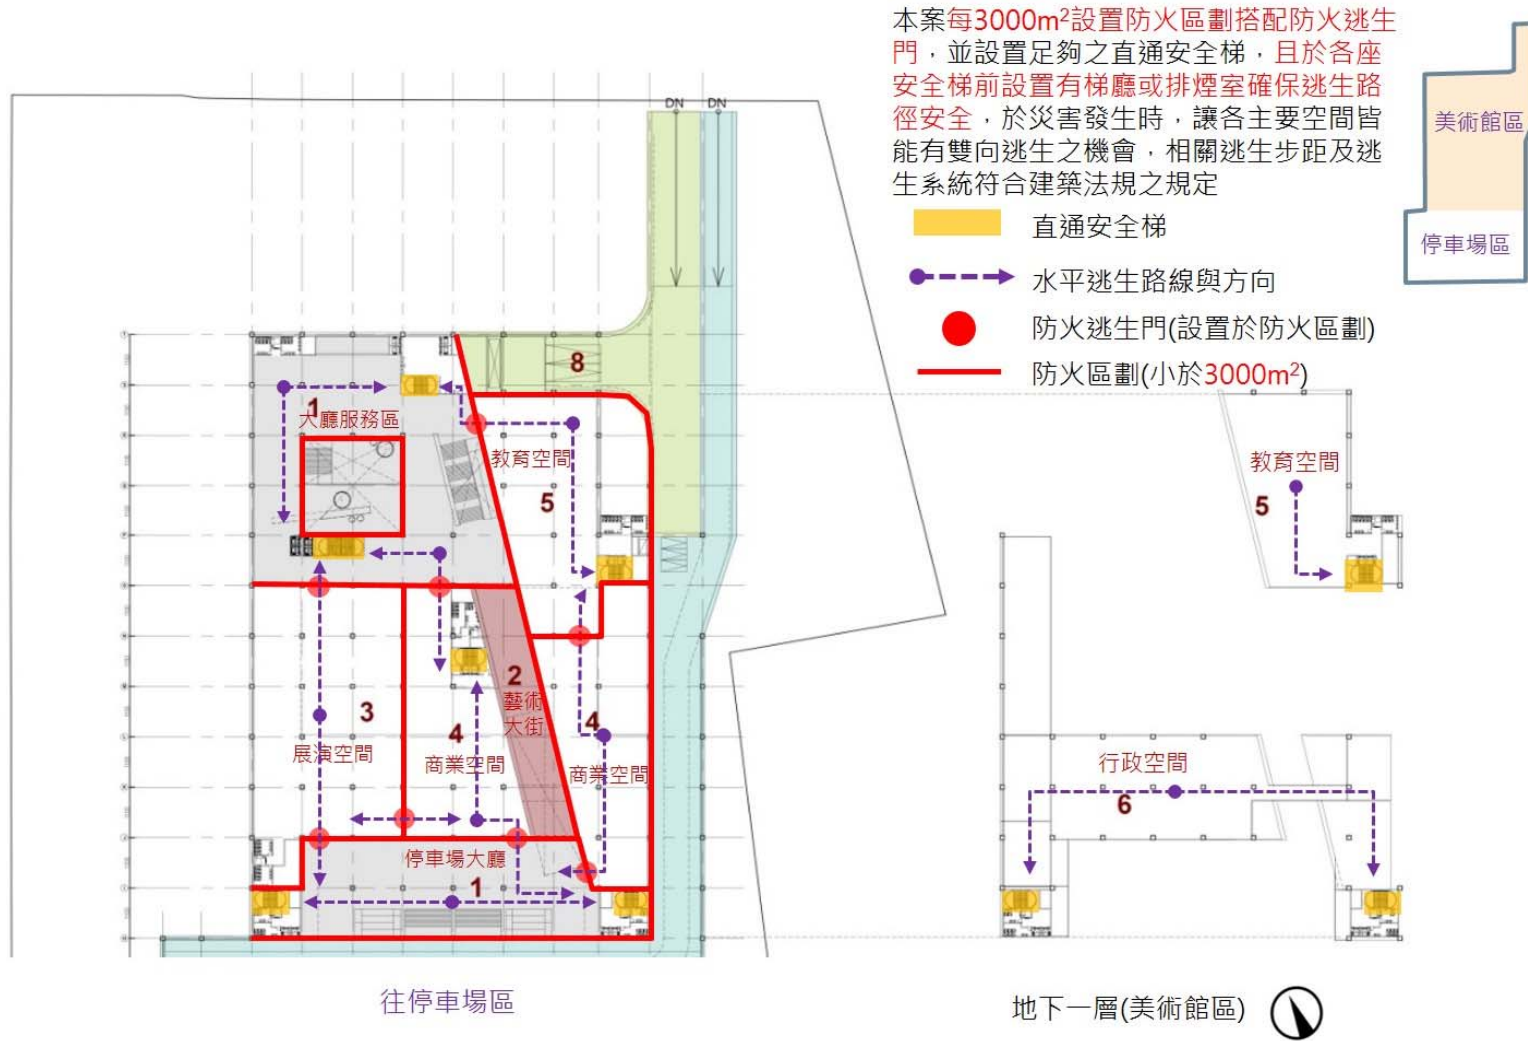 本案每3000m²設置防火區劃搭配防火逃生
門，並設置足夠之直通安全梯，且於各座
安全梯前設置有梯廳或排煙室確保逃生路
徑安全，於災害發生時，讓各主要空間皆
能有雙向逃生之機會，相關逃生步距及逃
生系統符合建築法規之規定
直通安全梯
水平逃生路線與方向
防火逃生門(設置於防火區劃)
防火區劃(小於3000m²)
美術館區
停車場區
DN
DN
8
1
大廳服務區
教育空間
5
2
藝術
大街
3
展演空間
4
商業空間
4
商業空間
停車場大廳
1
往停車場區
教育空間
5
行政空間
6
地下一層(美術館區)